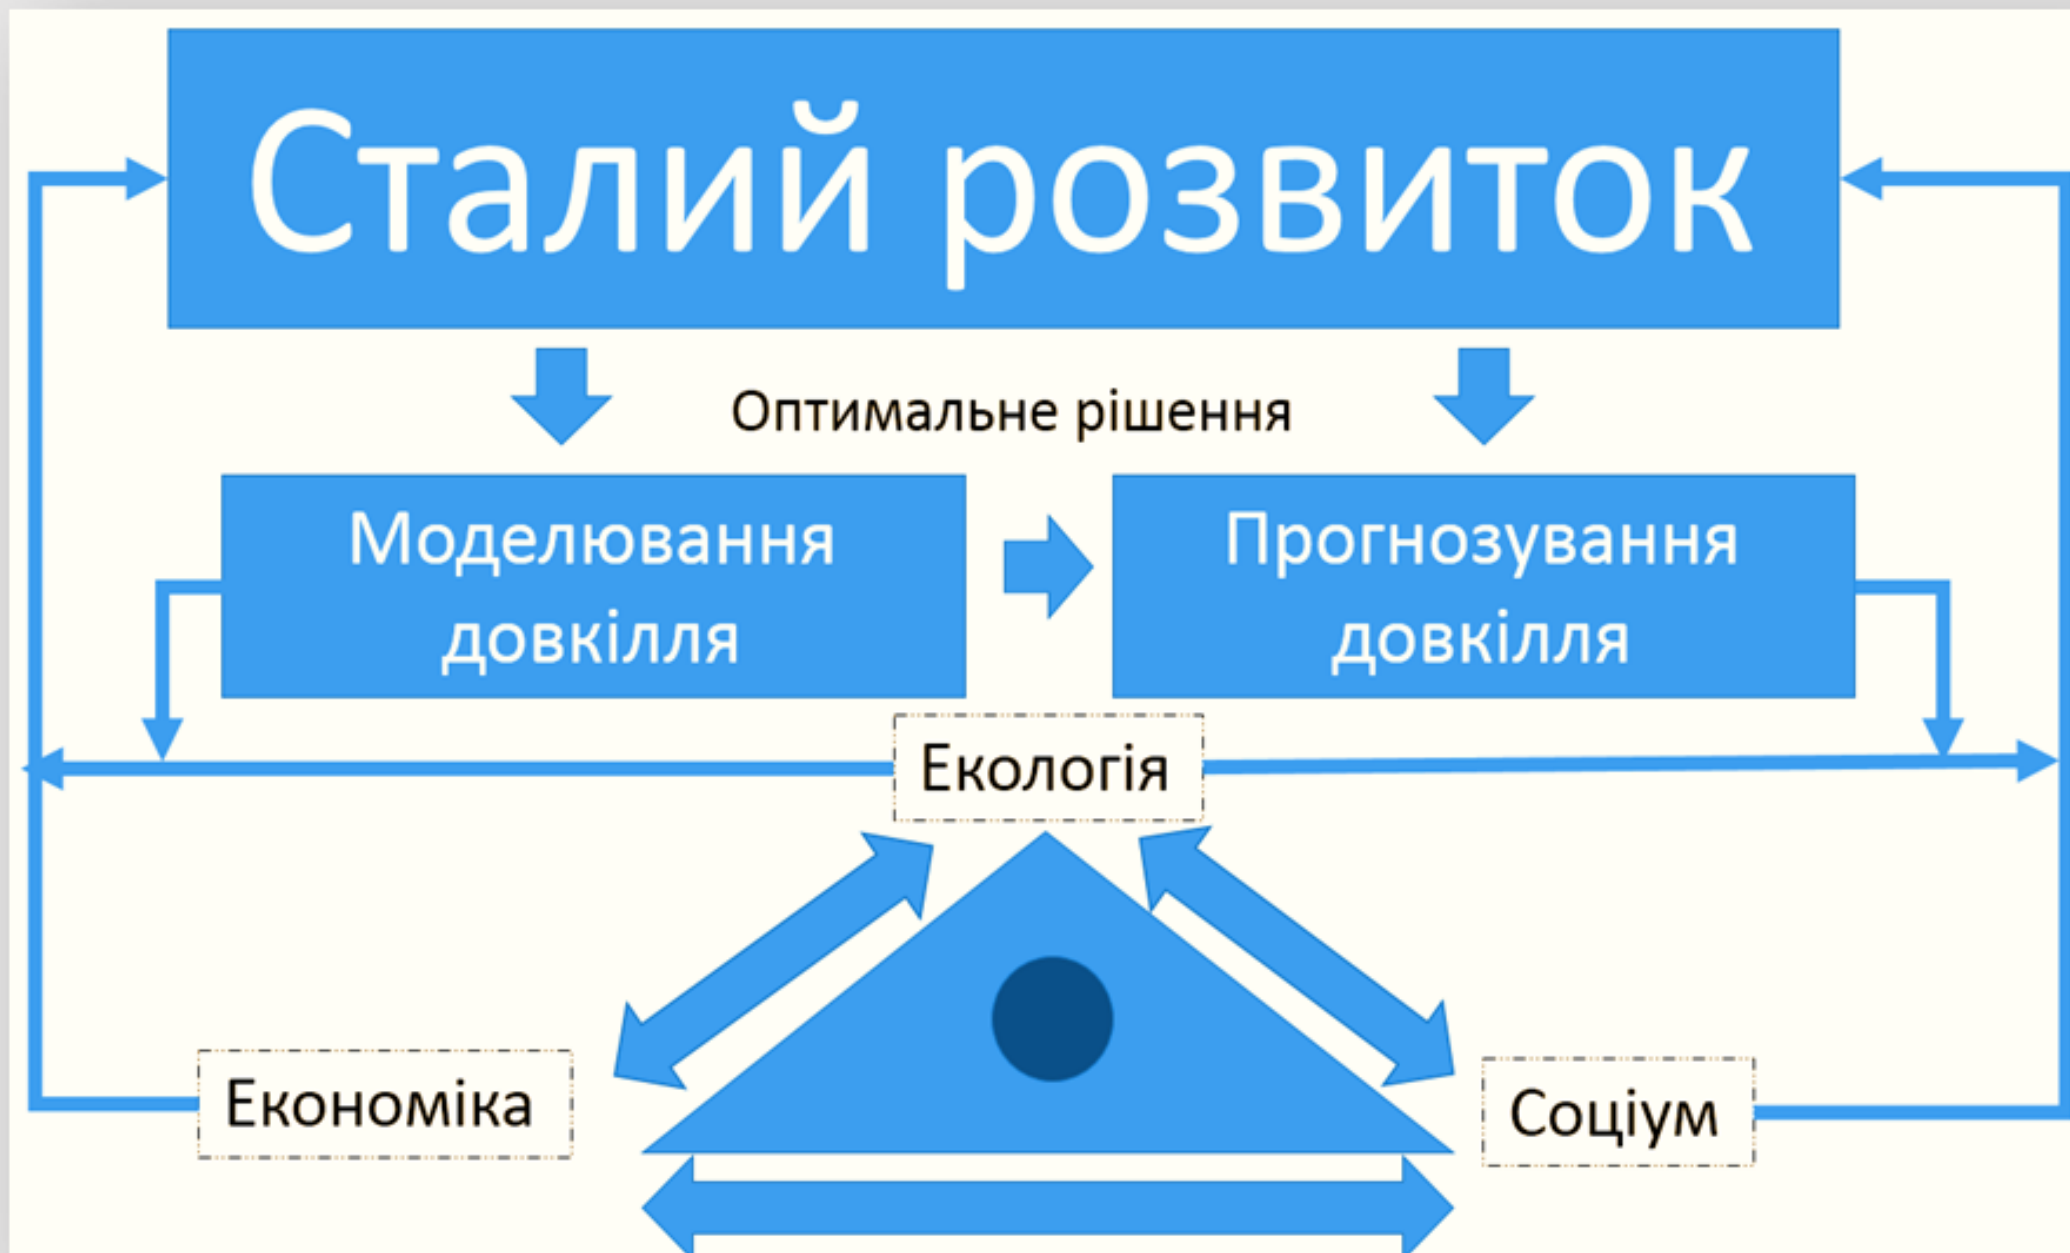 Сталий розвиток
Оптимальне рішення
Моделювання
довкілля
Прогнозування
довкілля
Екологія
Економіка
Соціум